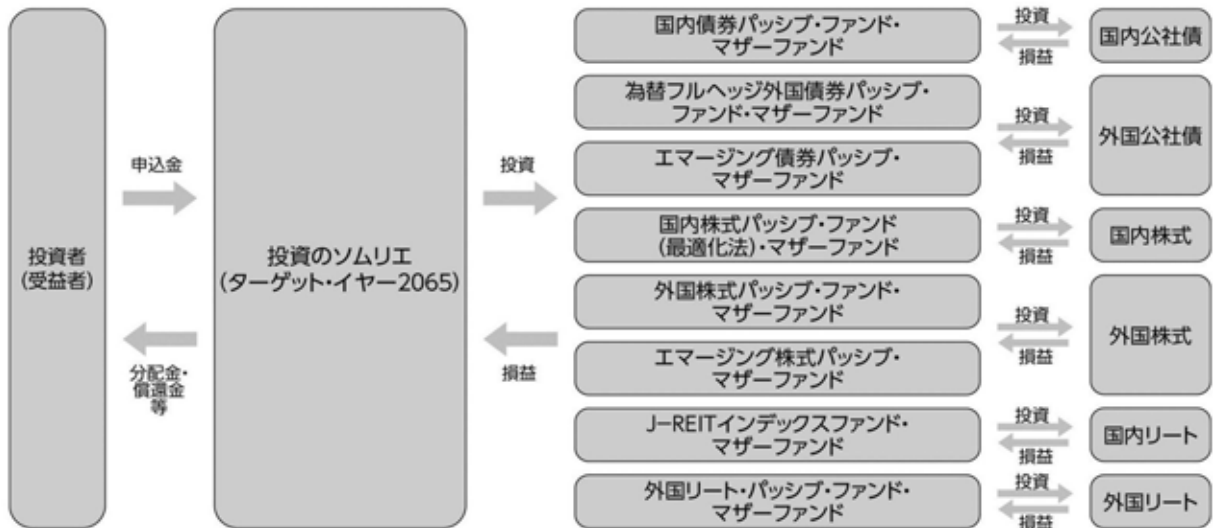 投資者
(受益者)
申込金
分配金・
償還金
等
投資のソムリエ
(ターゲット・イヤー2065)
投資
損益
国内債券パッシブ・ファンド・
マザーファンド
投資
損益
国内公社債
為替フルヘッジ外国債券パッシブ・
ファンド・マザーファンド
エマージング債券パッシブ・
マザーファンド
投資
損益
外国公社債
国内株式パッシブ・ファンド
(最適化法)・マザーファンド
投資
損益
国内株式
外国株式パッシブ・ファンド・
マザーファンド
エマージング株式パッシブ・
マザーファンド
投資
損益
外国株式
J-REITインデックスファンド・
マザーファンド
投資
損益
国内リート
外国リート・パッシブ・ファンド・
マザーファンド
投資
損益
外国リート